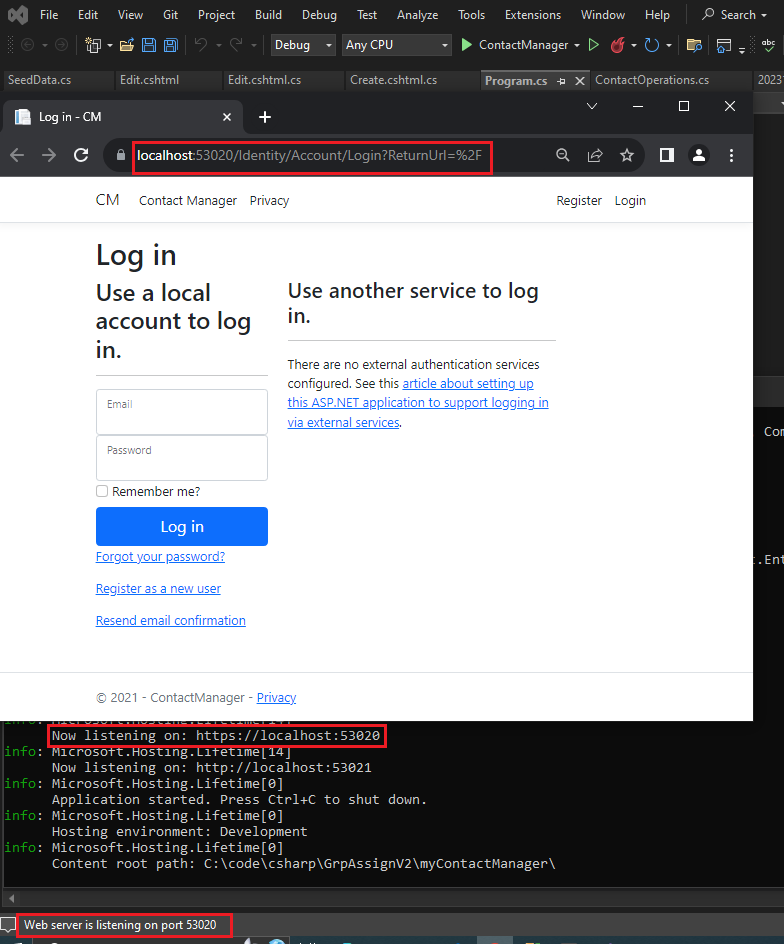 File Edit View Git Project Build Debug Test Analyze Tools Extensions Window Help Search
Debug Any CPU ContactManager abc
SeedData.cs Edit.cshtml Edit.cshtml.cs Create.cshtml.cs Program.cs ContactOperations.cs
Log in - CM
localhost:53020/Identity/Account/Login?ReturnUrl=%2F
CM Contact Manager Privacy Register Login
Log in
Use a local
account to log
in.
Email
Password
Remember me?
Log in
Forgot your password?
Register as a new user
Resend email confirmation
Use another service to log
in.
There are no external authentication services
configured. See this article about setting up
this ASP.NET application to support logging in
via external services.
© 2021 - ContactManager - Privacy
Now listening on: https://localhost:53020
info: Microsoft.Hosting.Lifetime[14]
Now listening on: http://localhost:53021
info: Microsoft.Hosting.Lifetime[0]
Application started. Press Ctrl+C to shut down.
info: Microsoft.Hosting.Lifetime[0]
Hosting environment: Development
info: Microsoft.Hosting.Lifetime[0]
Content root path: C:\code\csharp\GrpAssignV2\myContactManager\
Web server is listening on port 53020